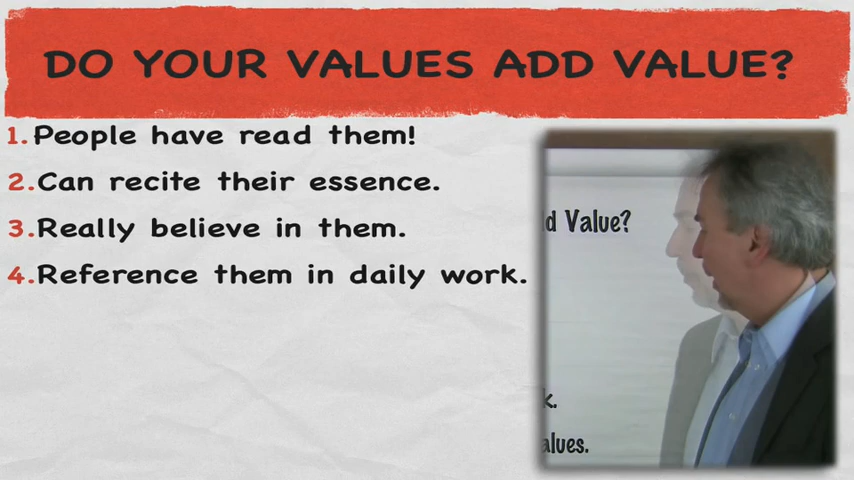 DO YOUR VALUES ADD VALUE?
1. People have read them!
2. Can recite their essence.
3. Really believe in them.
4. Reference them in daily work.
d Value?
k.
alues.